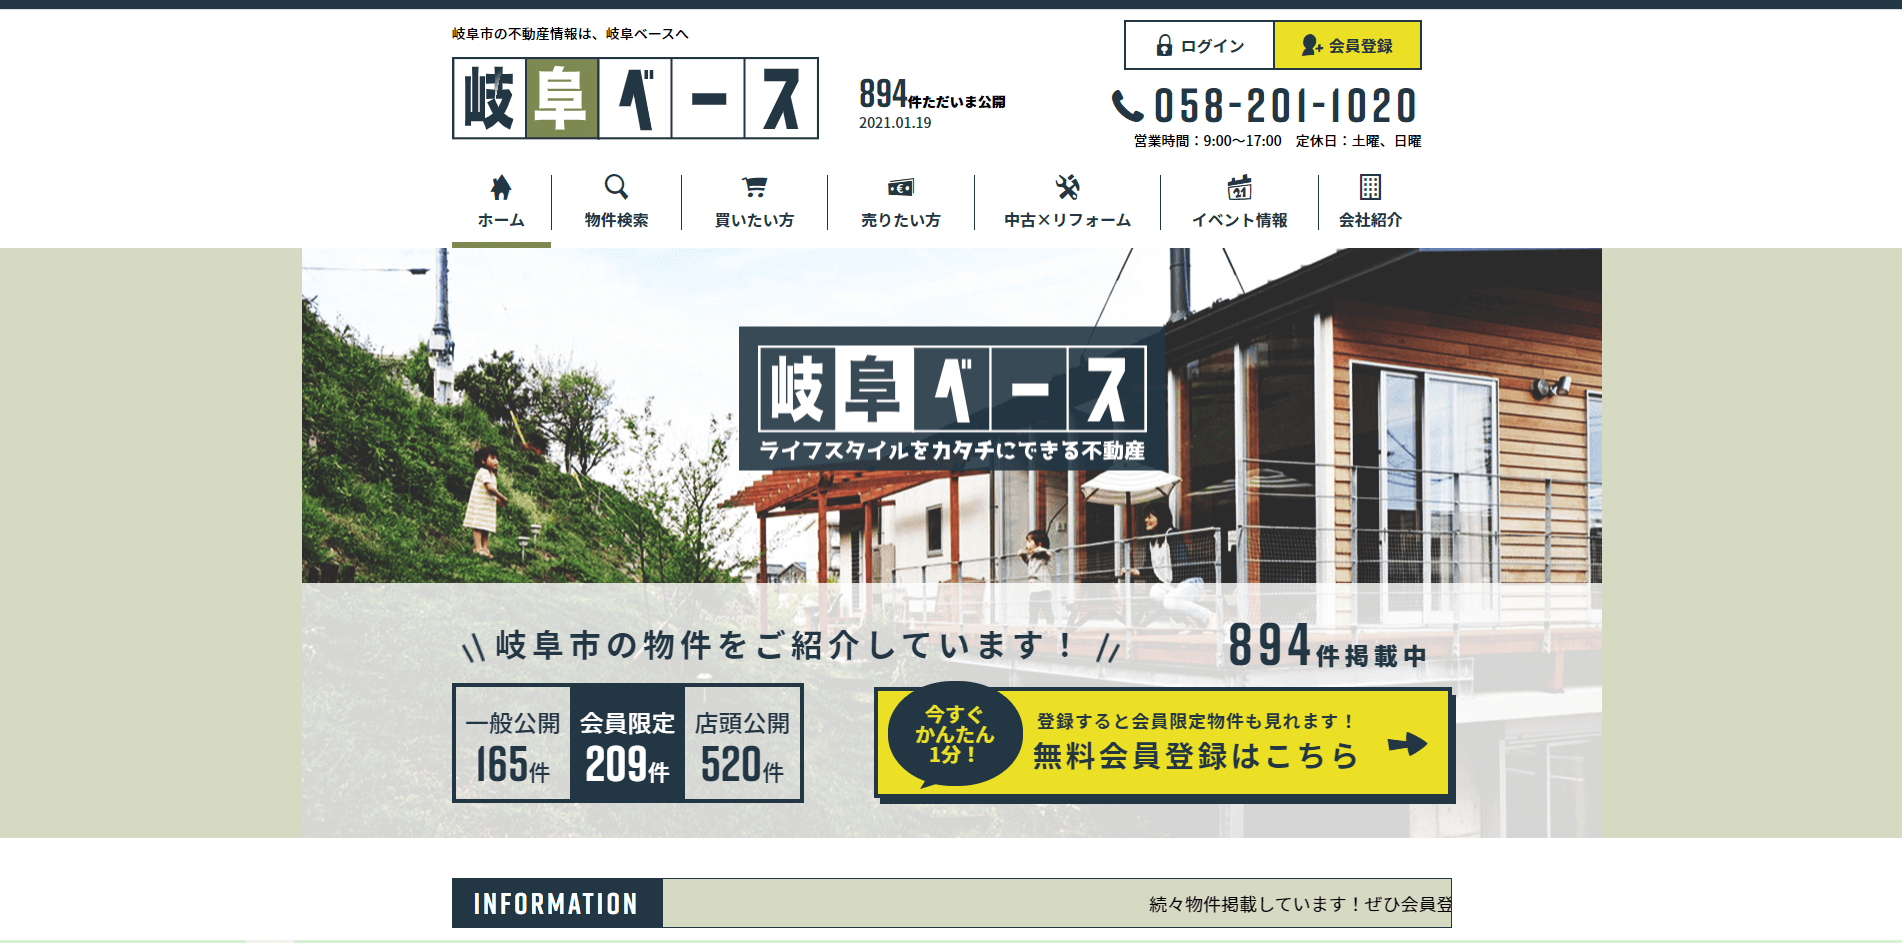 岐阜市の不動産情報は、岐阜ベースへ
岐阜ベース
894件ただいま公開
2021.01.19
ログイン
会員登録
058-201-1020
営業時間：9:00〜17:00　定休日：土曜、日曜
ホーム
物件検索
買いたい方
売りたい方
中古×リフォーム
イベント情報
会社紹介
岐阜ベース
ライフスタイルをカタチにできる不動産
岐阜市の物件をご紹介しています！
894件掲載中
一般公開
165件
会員限定
209件
店頭公開
520件
今すぐ
かんたん
1分！
登録すると会員限定物件も見れます！
無料会員登録はこちら
INFORMATION
続々物件掲載しています！ぜひ会員登